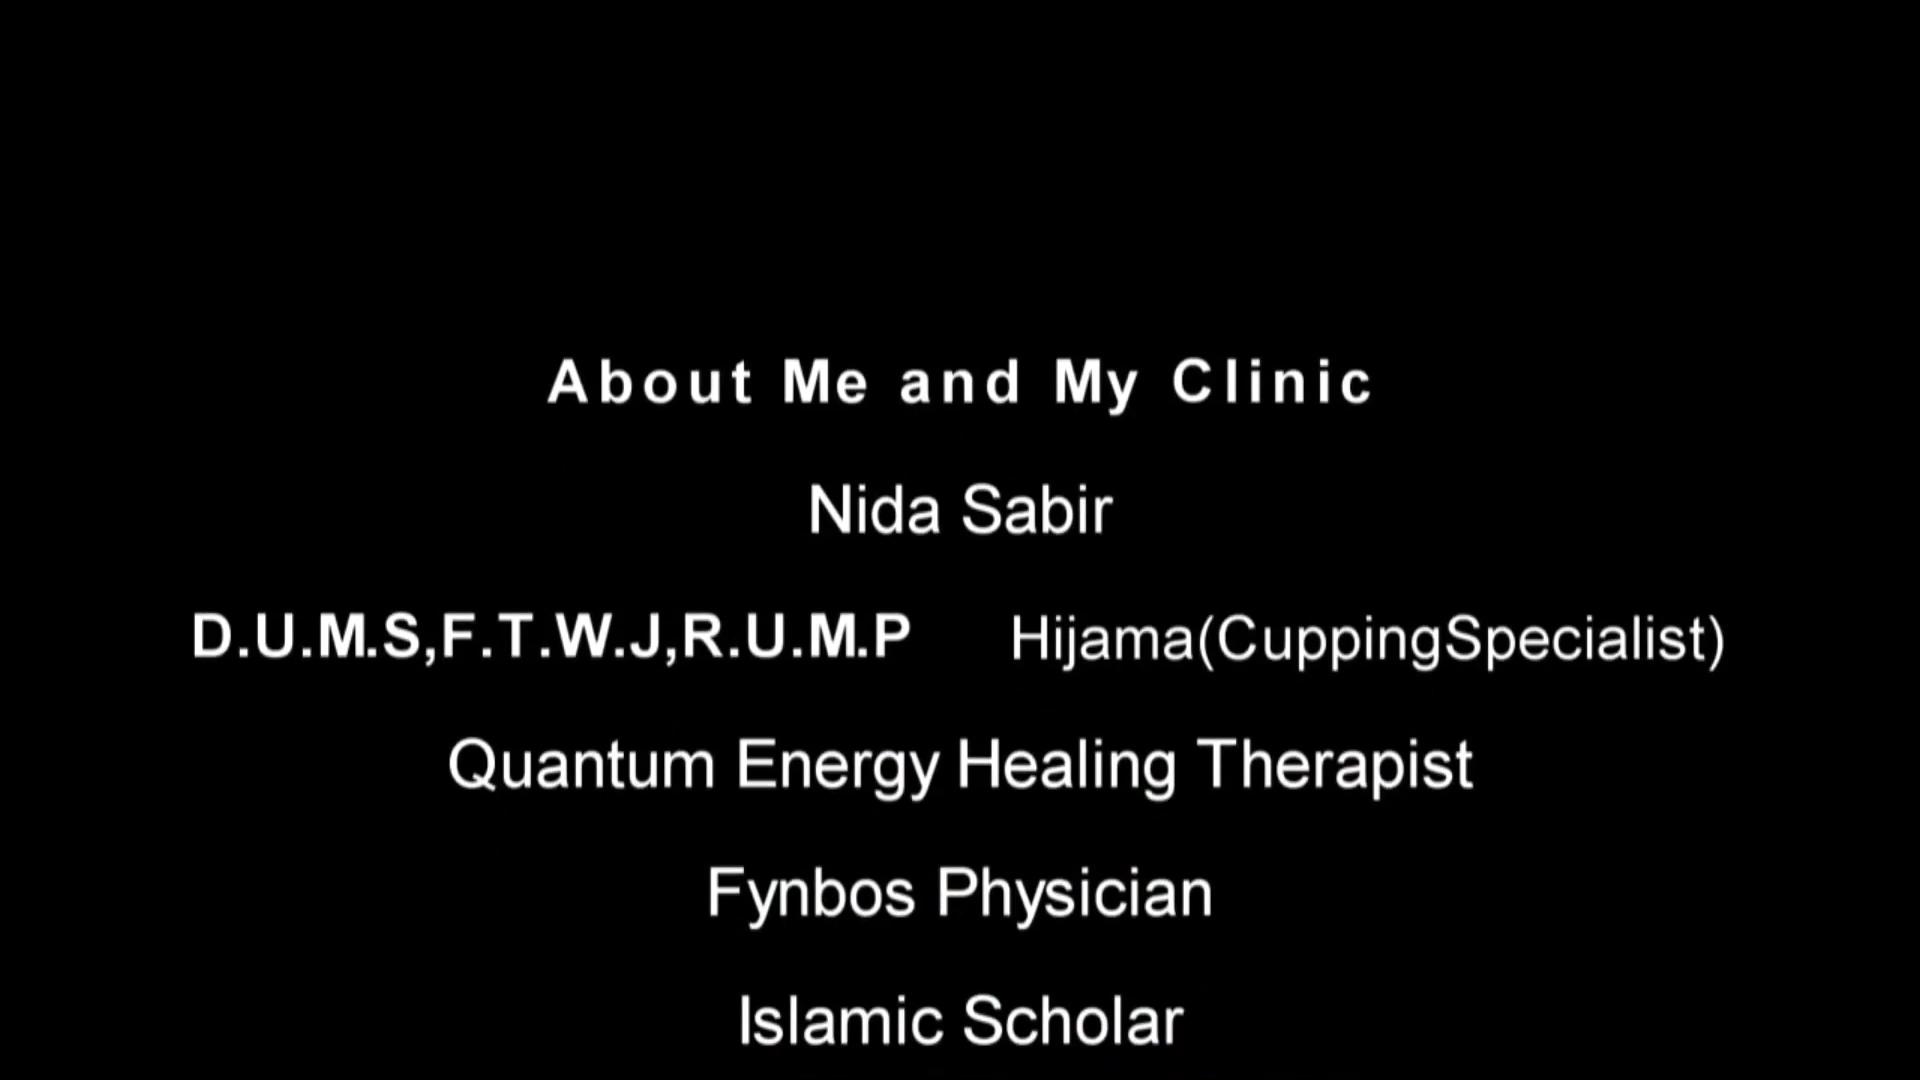 About Me and My Clinic
Nida Sabir
D.U.M.S,F.T.W.J,R.U.M.P Hijama(CuppingSpecialist)
Quantum Energy Healing Therapist
Fynbos Physician
Islamic Scholar